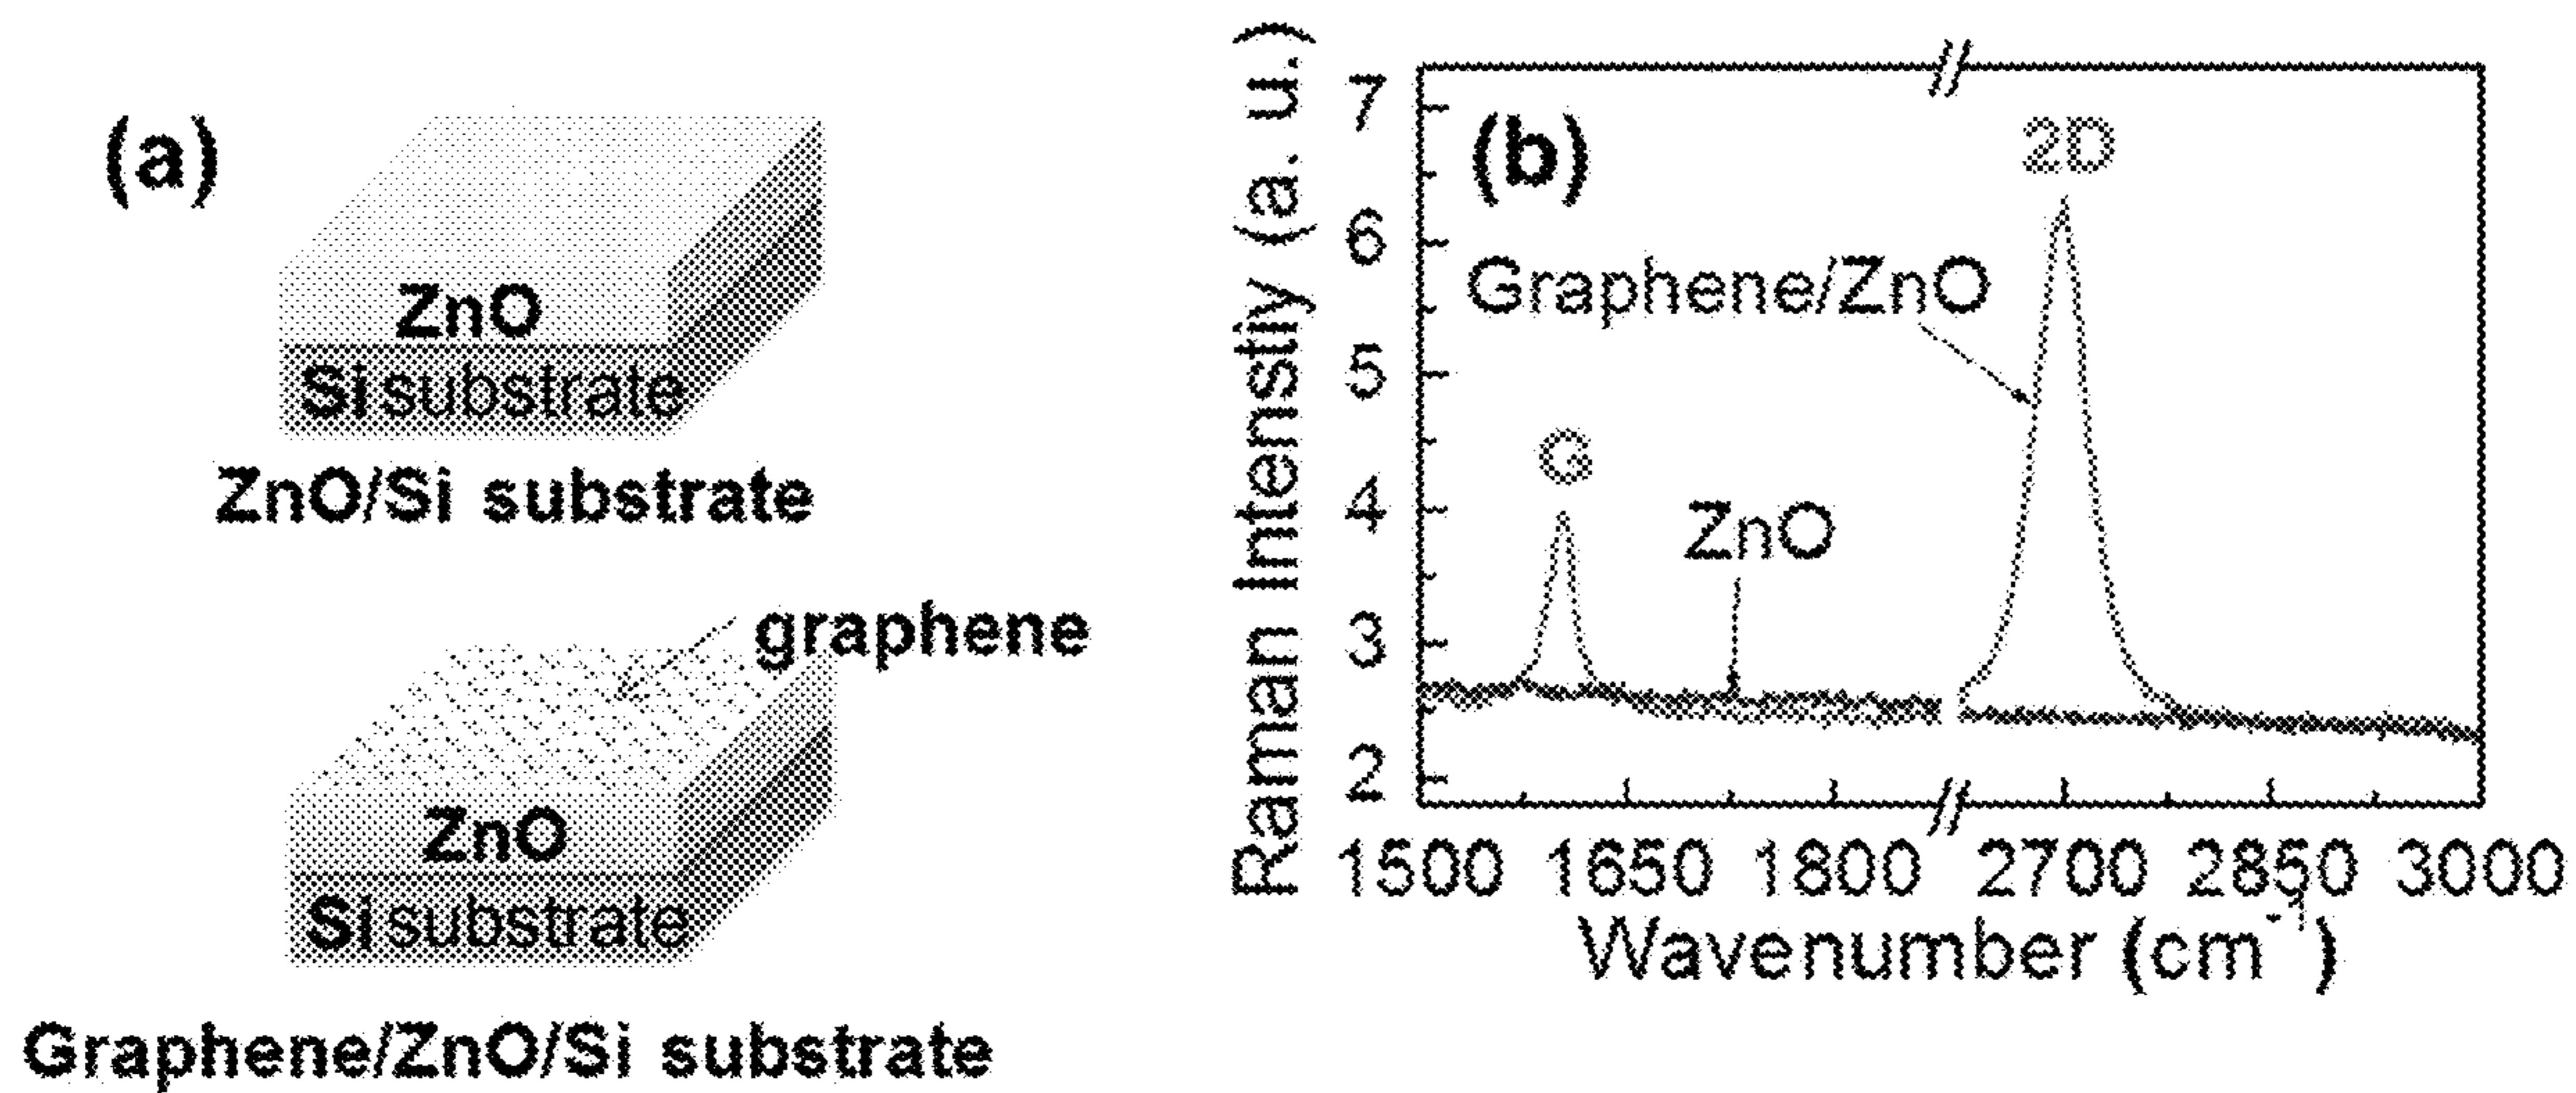 (a)
ZnO
Si substrate
ZnO/Si substrate
graphene
ZnO
Si substrate
Graphene/ZnO/Si substrate
Raman Intenstiy (a. u.)
7
6
5
4
3
2
(b)
2D
Graphene/ZnO
G
ZnO
1500 1650 1800 2700 2850 3000
Wavenumber (cm⁻¹)